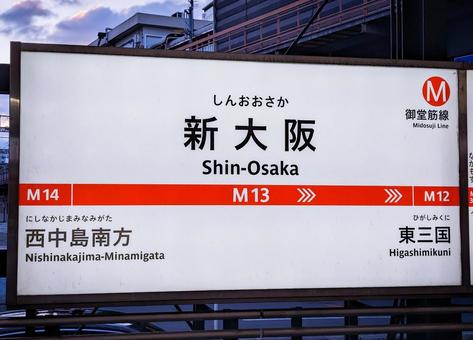 しんおおさか
新大阪
Shin-Osaka
M
御堂筋線
Midosuji Line
M14
M13
M12
にしなかじまみなみがた
西中島南方
Nishinakajima-Minamigata
ひがしみくに
東三国
Higashimikuni